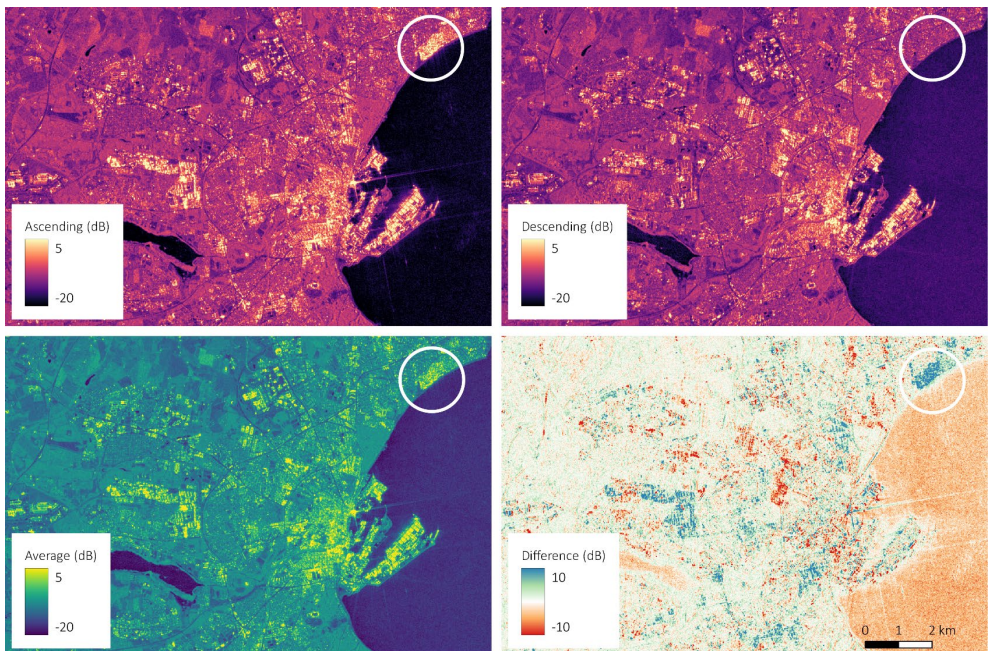 Ascending (dB)
5
-20
Descending (dB)
5
-20
Average (dB)
5
-20
Difference (dB)
10
-10
0 1 2 km